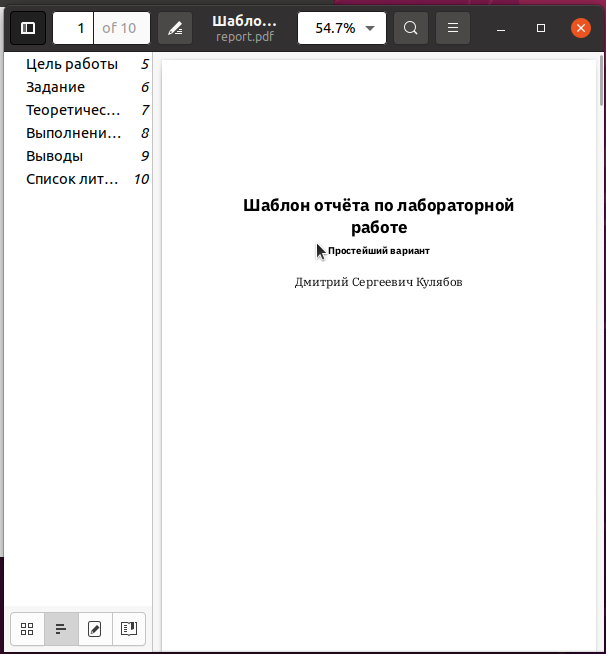 1 of 10
Шабло…
report.pdf
54.7%
Цель работы 5
Задание 6
Теоретичес… 7
Выполнени… 8
Выводы 9
Список лит… 10
Шаблон отчёта по лабораторной
работе
Простейший вариант
Дмитрий Сергеевич Кулябов